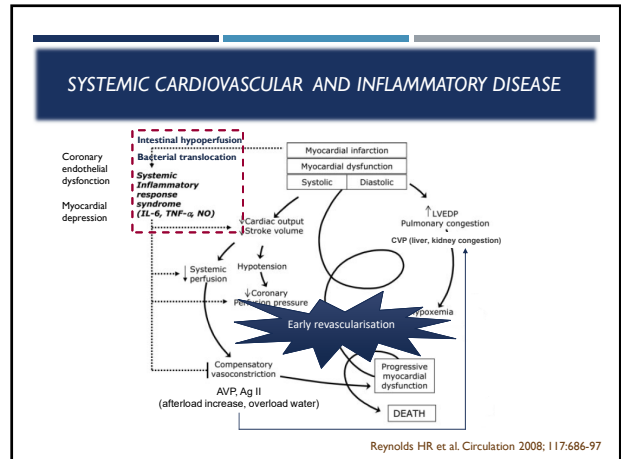 SYSTEMIC CARDIOVASCULAR AND INFLAMMATORY DISEASE
Intestinal hypoperfusion
Bacterial translocation
Systemic
Inflammatory
response
syndrome
(IL-6, TNF-α, NO)
Coronary
endothelial
dysfonction
Myocardial
depression
Myocardial infarction
Myocardial dysfunction
Systolic
Diastolic
↓Cardiac output
↓Stroke volume
↑LVEDP
Pulmonary congestion
CVP (liver, kidney congestion)
↓ Systemic
perfusion
Hypotension
↓Coronary
Perfusion pressure
Early revascularisation
Compensatory
vasoconstriction
AVP, Ag II
(afterload increase, overload water)
Progressive
myocardial
dysfunction
DEATH
Reynolds HR et al. Circulation 2008; 117:686-97